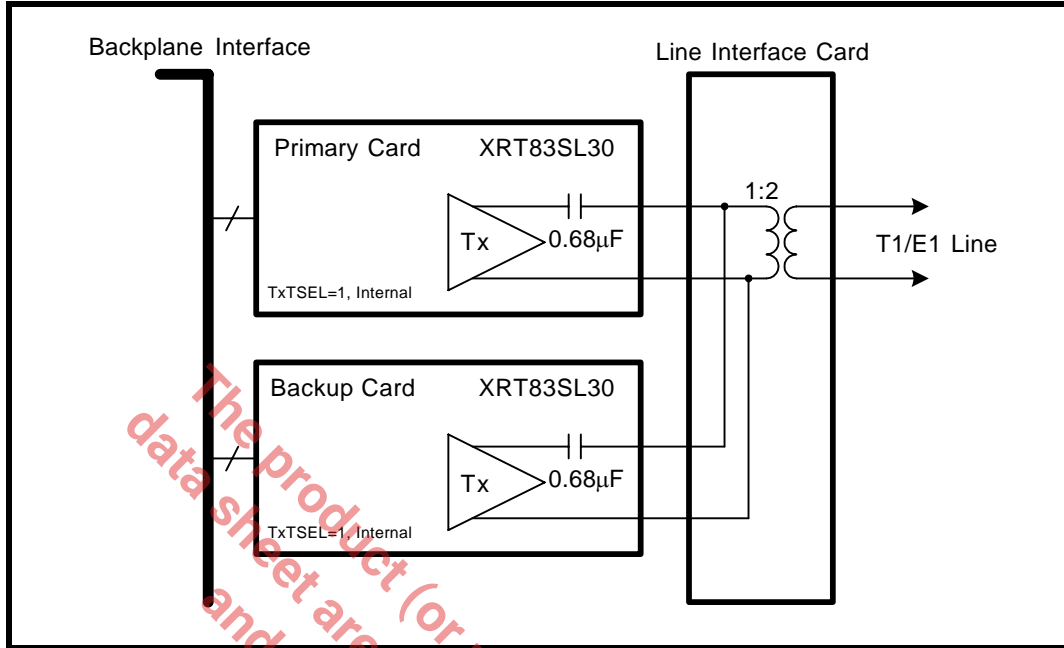 Backplane Interface
Line Interface Card
Primary Card XRT83SL30
1:2
Tx
0.68μF
T1/E1 Line
TxTSEL=1, Internal
Backup Card XRT83SL30
Tx
0.68μF
TxTSEL=1, Internal
The product (or
data sheet are
and